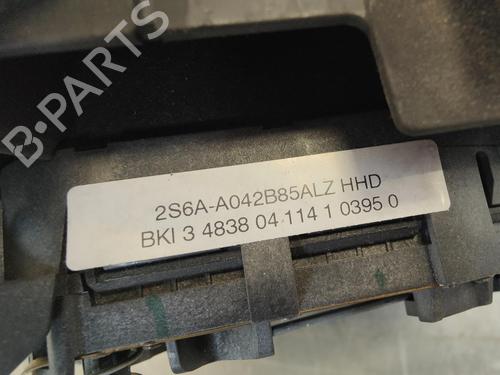 B-PARTS
2S6A-A042B85ALZ HHD
BKI 3 4838 04 114 1 0395 0